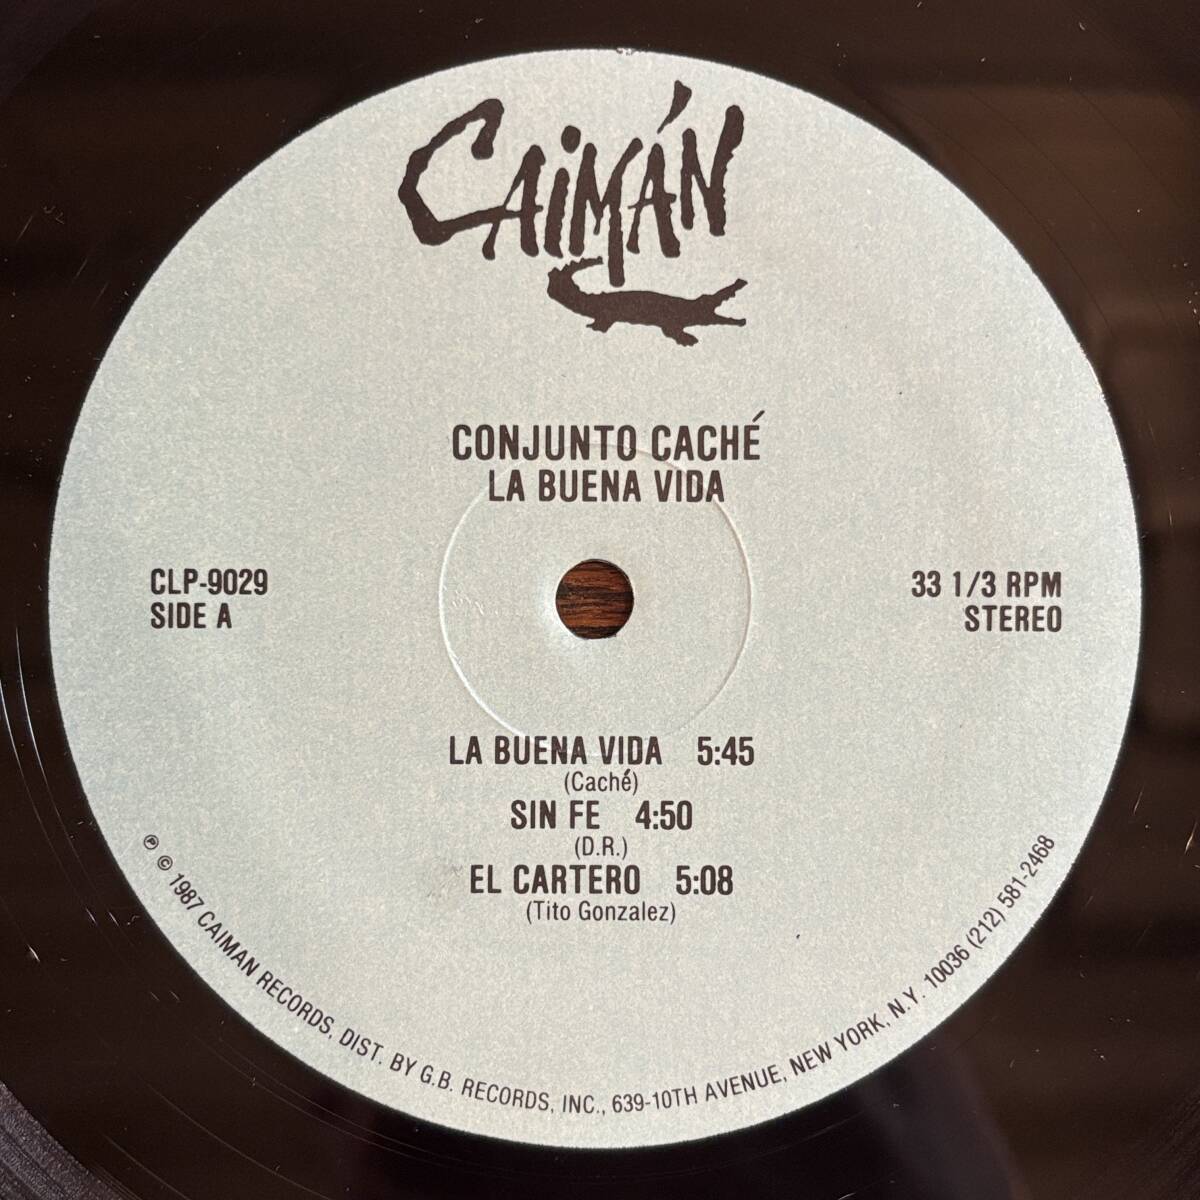 CAIMÁN
CONJUNTO CACHÉ
LA BUENA VIDA
CLP-9029
SIDE A
33 1/3 RPM
STEREO
LA BUENA VIDA 5:45
(Caché)
SIN FE 4:50
(D.R.)
EL CARTERO 5:08
(Tito Gonzalez)
℗ © 1987 CAIMAN RECORDS, DIST. BY G.B. RECORDS, INC., 639-10TH AVENUE, NEW YORK, N.Y. 10036 (212) 581-2468